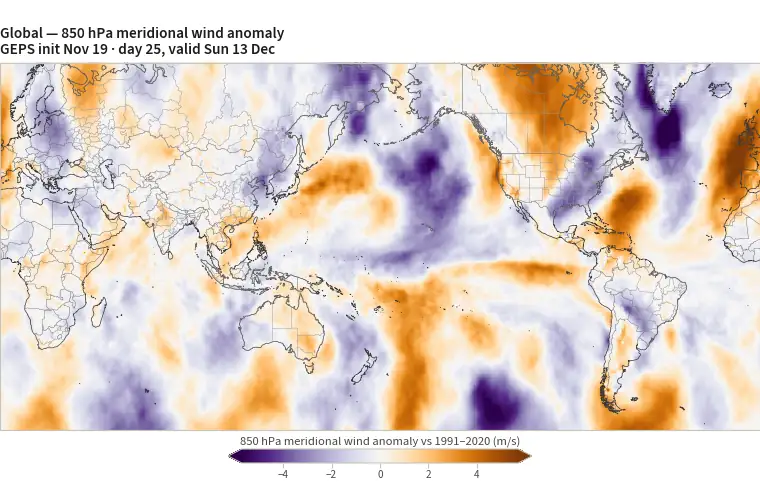 Global — 850 hPa meridional wind anomaly
GEPS init Nov 19 · day 25, valid Sun 13 Dec
850 hPa meridional wind anomaly vs 1991–2020 (m/s)
−4 −2 0 2 4